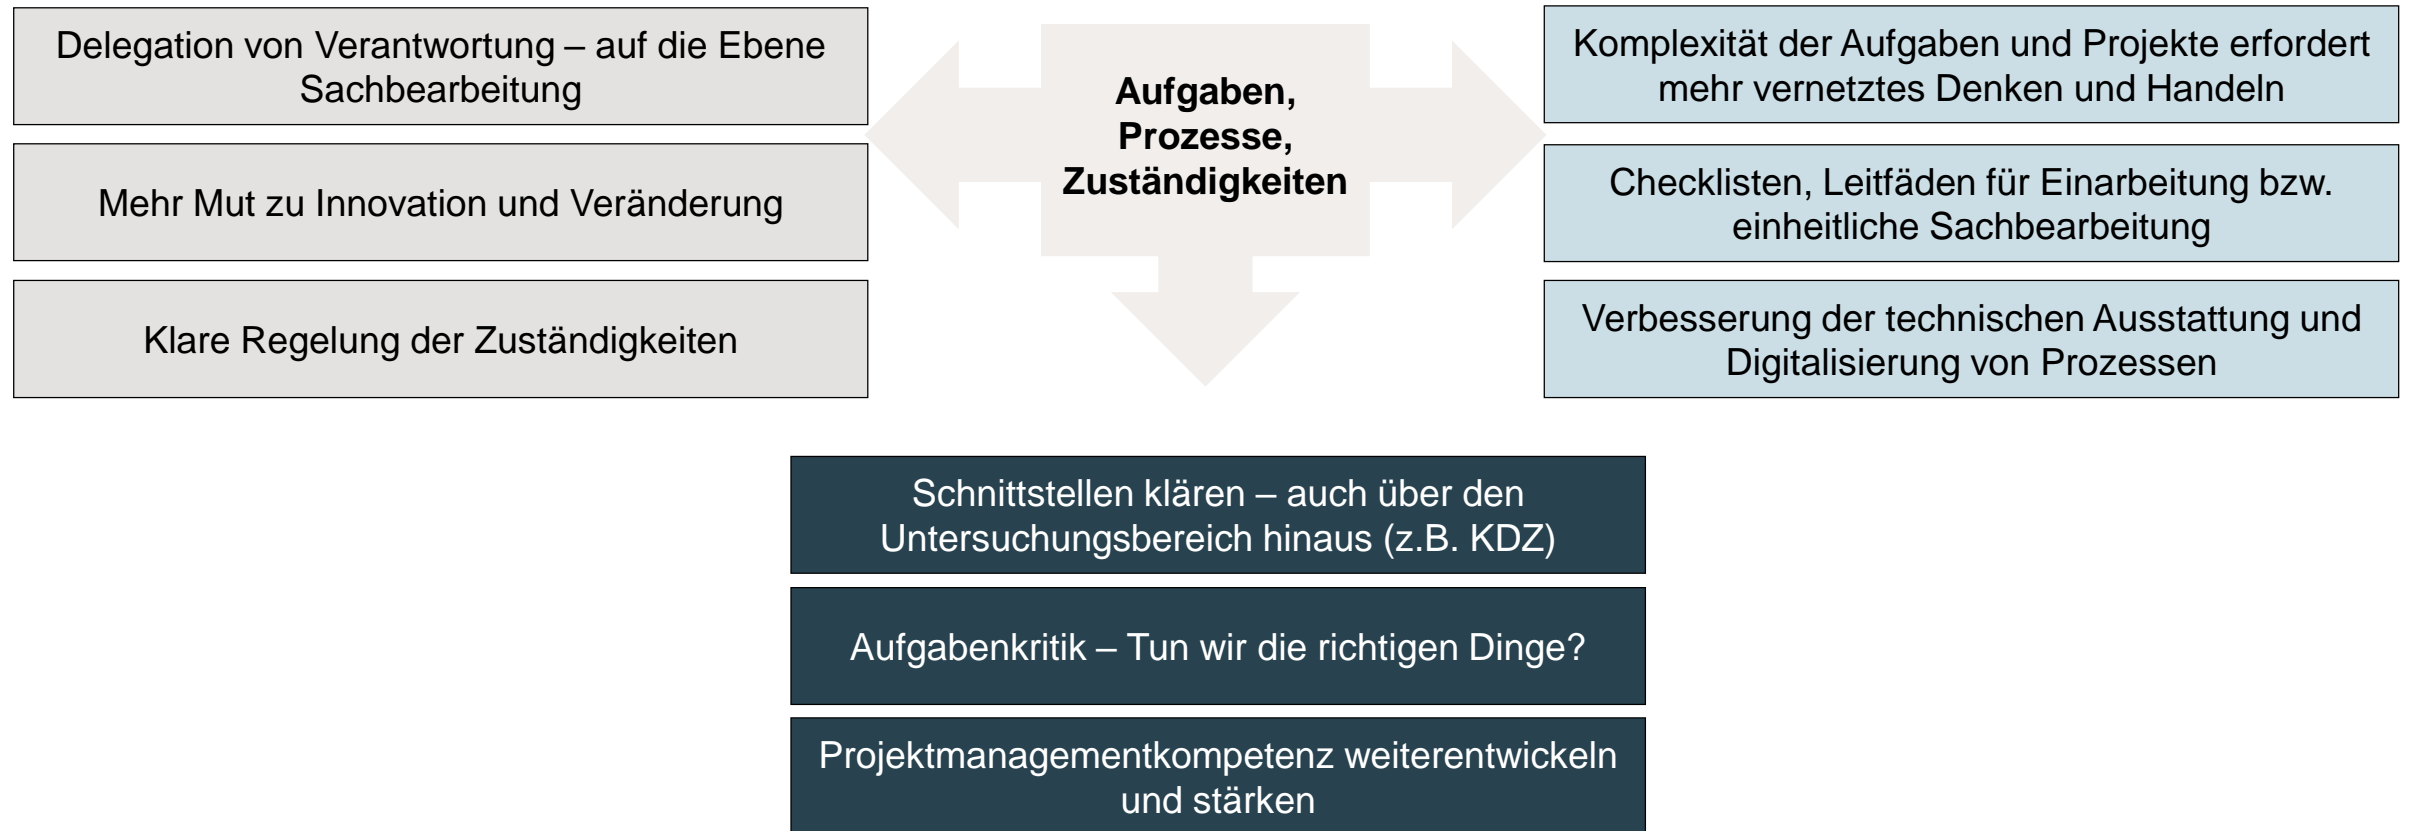 Delegation von Verantwortung – auf die Ebene
Sachbearbeitung
Mehr Mut zu Innovation und Veränderung
Klare Regelung der Zuständigkeiten
Aufgaben,
Prozesse,
Zuständigkeiten
Komplexität der Aufgaben und Projekte erfordert
mehr vernetztes Denken und Handeln
Checklisten, Leitfäden für Einarbeitung bzw.
einheitliche Sachbearbeitung
Verbesserung der technischen Ausstattung und
Digitalisierung von Prozessen
Schnittstellen klären – auch über den
Untersuchungsbereich hinaus (z.B. KDZ)
Aufgabenkritik – Tun wir die richtigen Dinge?
Projektmanagementkompetenz weiterentwickeln
und stärken